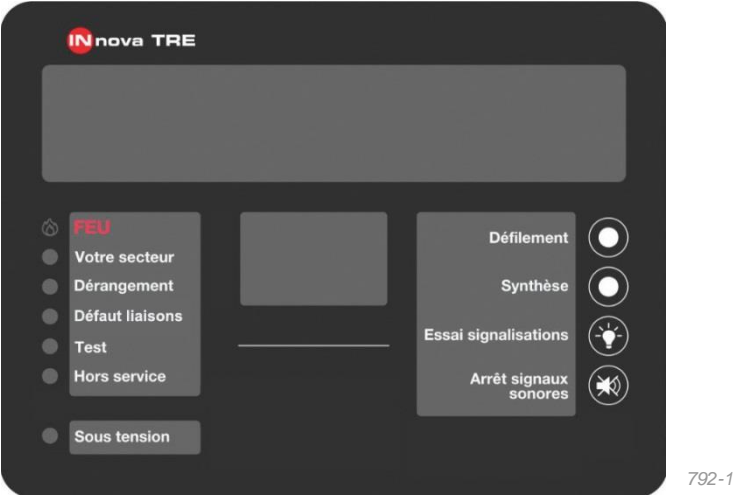 INnova TRE
FEU
Votre secteur
Dérangement
Défaut liaisons
Test
Hors service
Sous tension
Défilement
Synthèse
Essai signalisations
Arrêt signaux
sonores
792-1